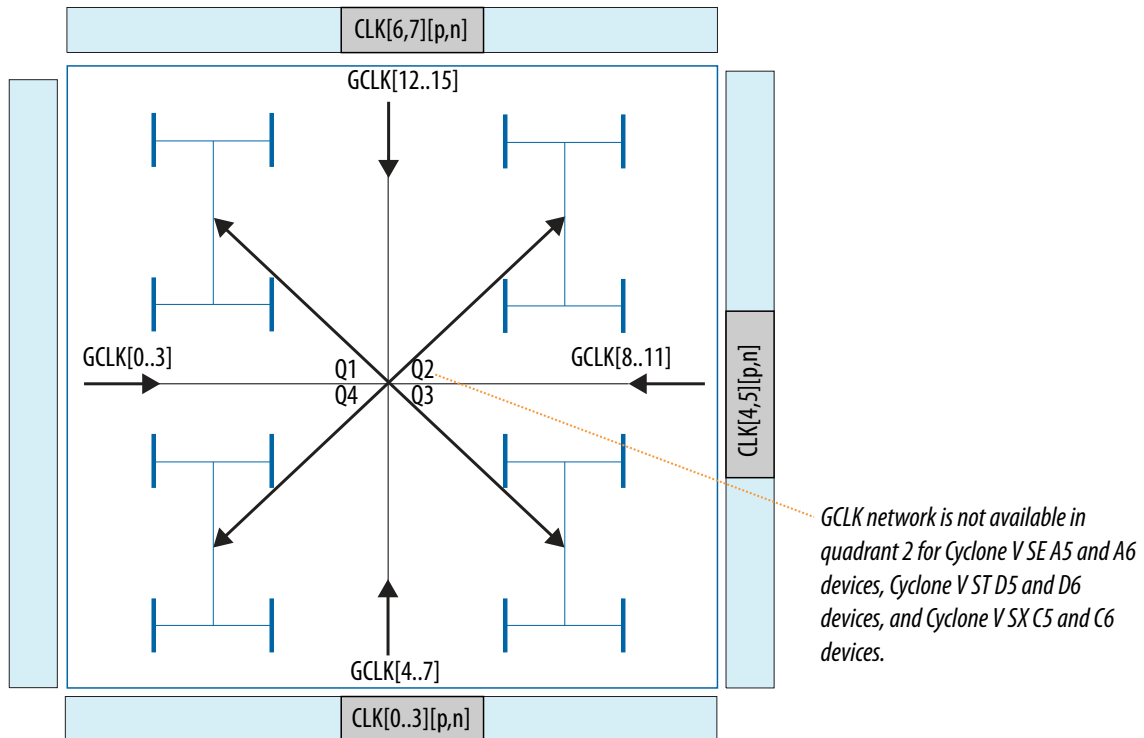 CLK[6,7][p,n]
GCLK[12..15]
GCLK[0..3]
Q1
Q2
GCLK[8..11]
Q4
Q3
CLK[4,5][p,n]
GCLK network is not available in
quadrant 2 for Cyclone V SE A5 and A6
devices, Cyclone V ST D5 and D6
devices, and Cyclone V SX C5 and C6
devices.
GCLK[4..7]
CLK[0..3][p,n]